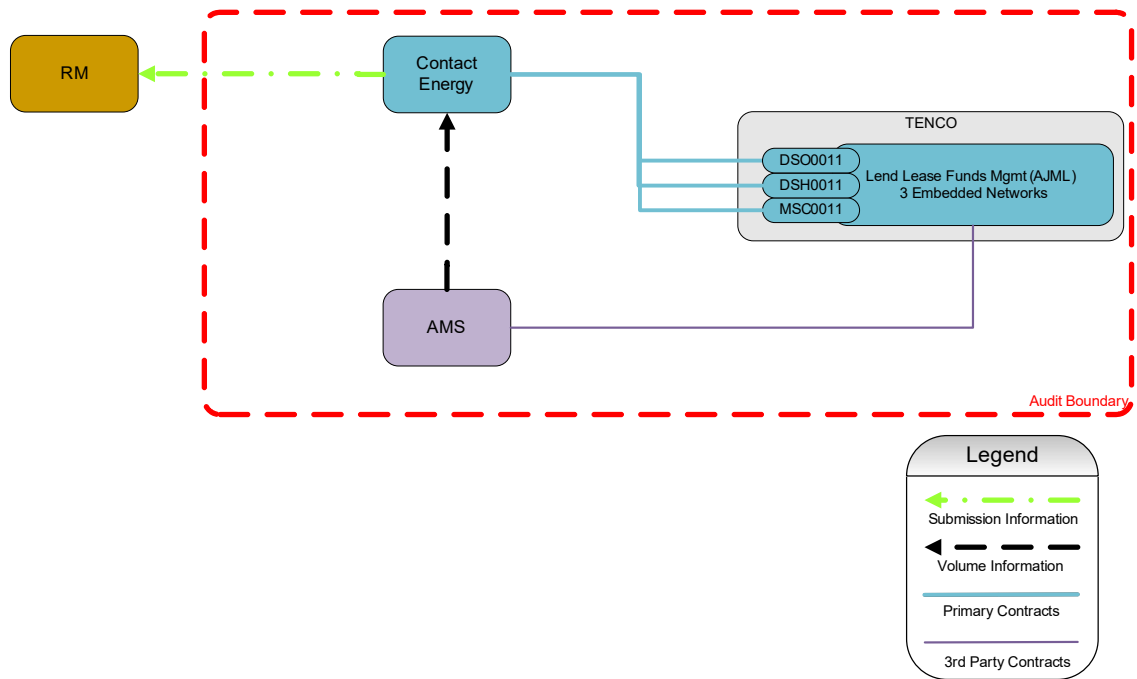 RM
Contact
Energy
TENCO
DSO0011
DSH0011
MSC0011
Lend Lease Funds Mgmt (AJML)
3 Embedded Networks
AMS
Audit Boundary
Legend
Submission Information
Volume Information
Primary Contracts
3rd Party Contracts